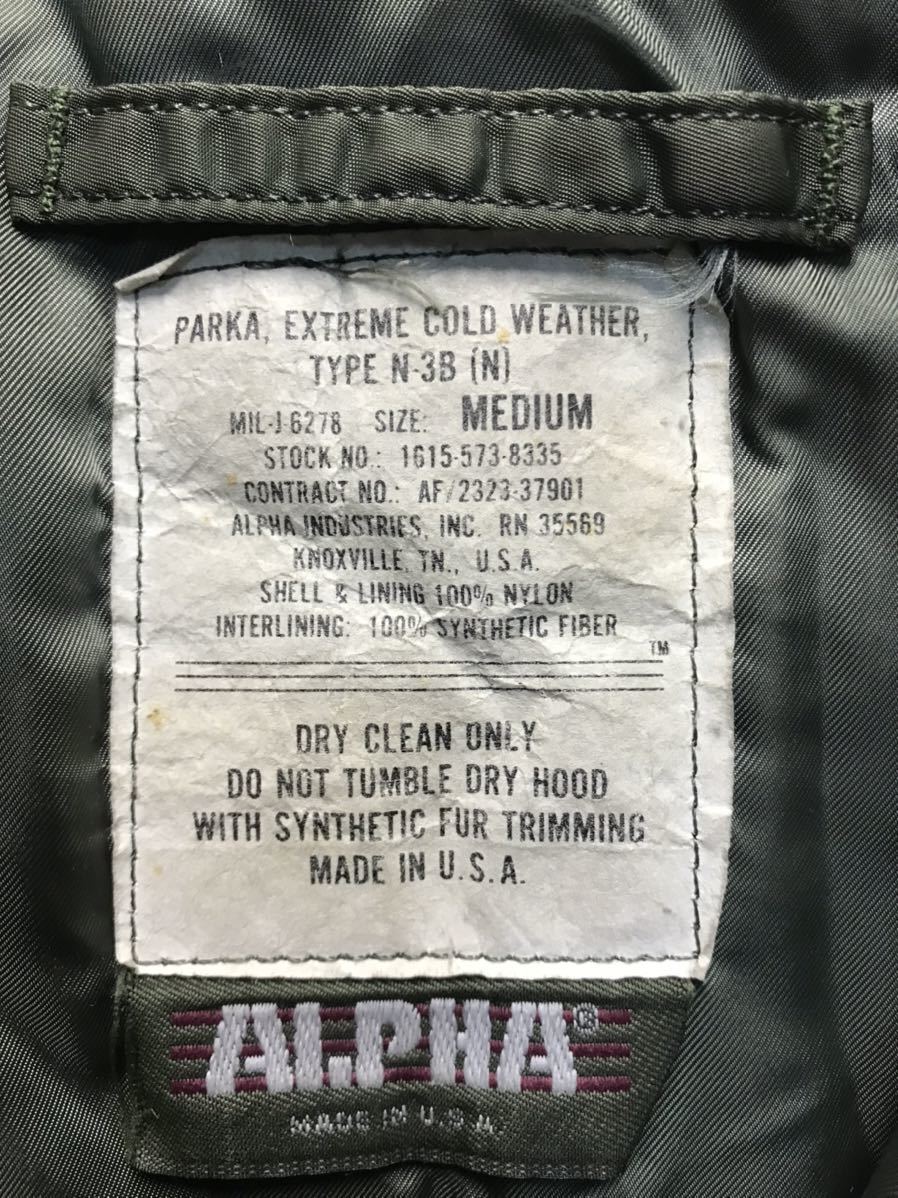 PARKA, EXTREME COLD WEATHER,
TYPE N-3B (N)
MIL-J-6278 SIZE: MEDIUM
STOCK NO.: 1615-573-8335
CONTRACT NO.: AF/2323-37901
ALPHA INDUSTRIES, INC. RN 35569
KNOXVILLE, TN., U.S.A.
SHELL & LINING 100% NYLON
INTERLINING: 100% SYNTHETIC FIBER
TM
DRY CLEAN ONLY
DO NOT TUMBLE DRY HOOD
WITH SYNTHETIC FUR TRIMMING
MADE IN U.S.A.
ALPHA®
MADE IN U.S.A.